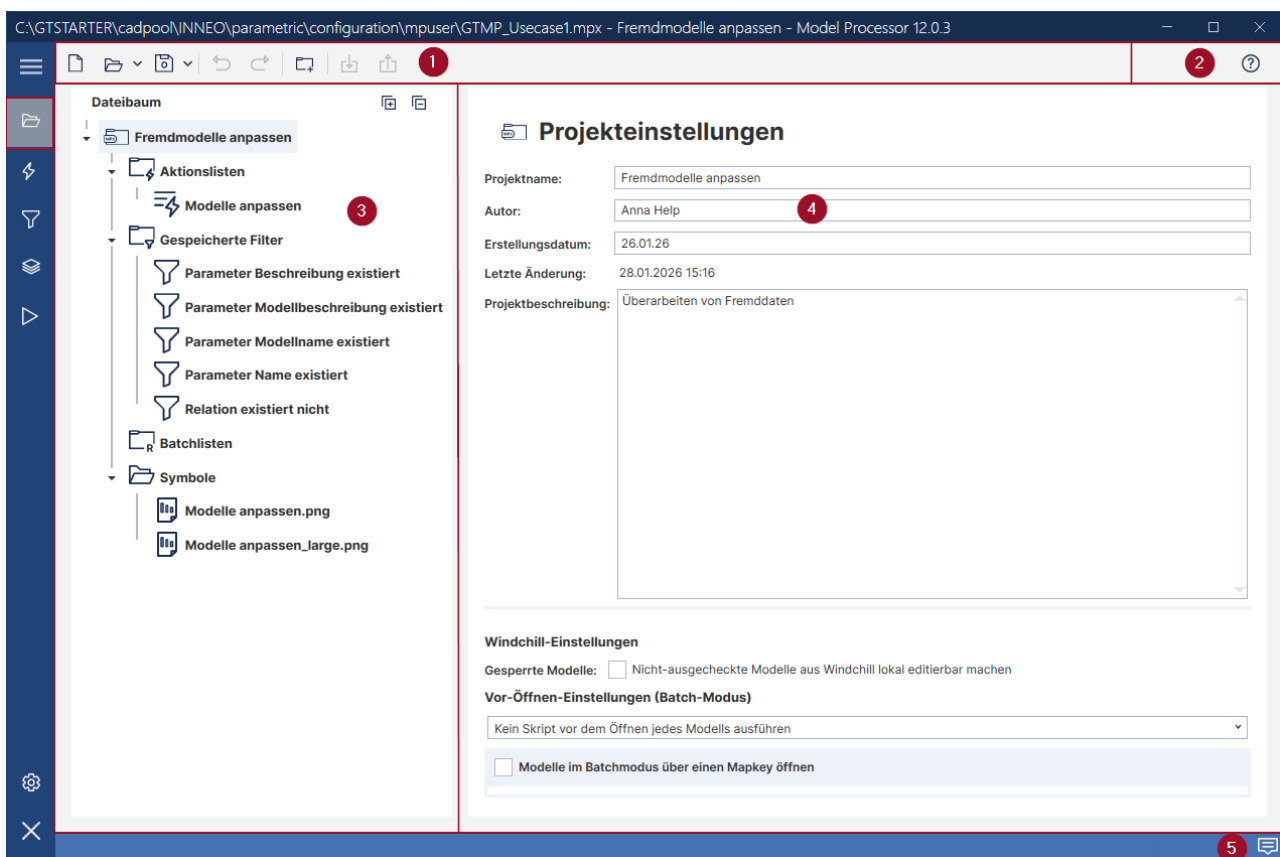 C:\GTSTARTER\cadpool\INNEO\parametric\configuration\mpuser\GTMP_Usecase1.mpx - Fremdmodelle anpassen - Model Processor 12.0.3
1
2
Dateibaum
Fremdmodelle anpassen
Aktionslisten
Modelle anpassen
3
Gespeicherte Filter
Parameter Beschreibung existiert
Parameter Modellbeschreibung existiert
Parameter Modellname existiert
Parameter Name existiert
Relation existiert nicht
R
Batchlisten
Symbole
Modelle anpassen.png
Modelle anpassen_large.png
Projekteinstellungen
Projektname: Fremdmodelle anpassen
Autor: Anna Help
4
Erstellungsdatum: 26.01.26
Letzte Änderung: 28.01.2026 15:16
Projektbeschreibung: Überarbeiten von Fremddaten
Windchill-Einstellungen
Gesperrte Modelle: Nicht-ausgecheckte Modelle aus Windchill lokal editierbar machen
Vor-Öffnen-Einstellungen (Batch-Modus)
Kein Skript vor dem Öffnen jedes Modells ausführen
Modelle im Batchmodus über einen Mapkey öffnen
5